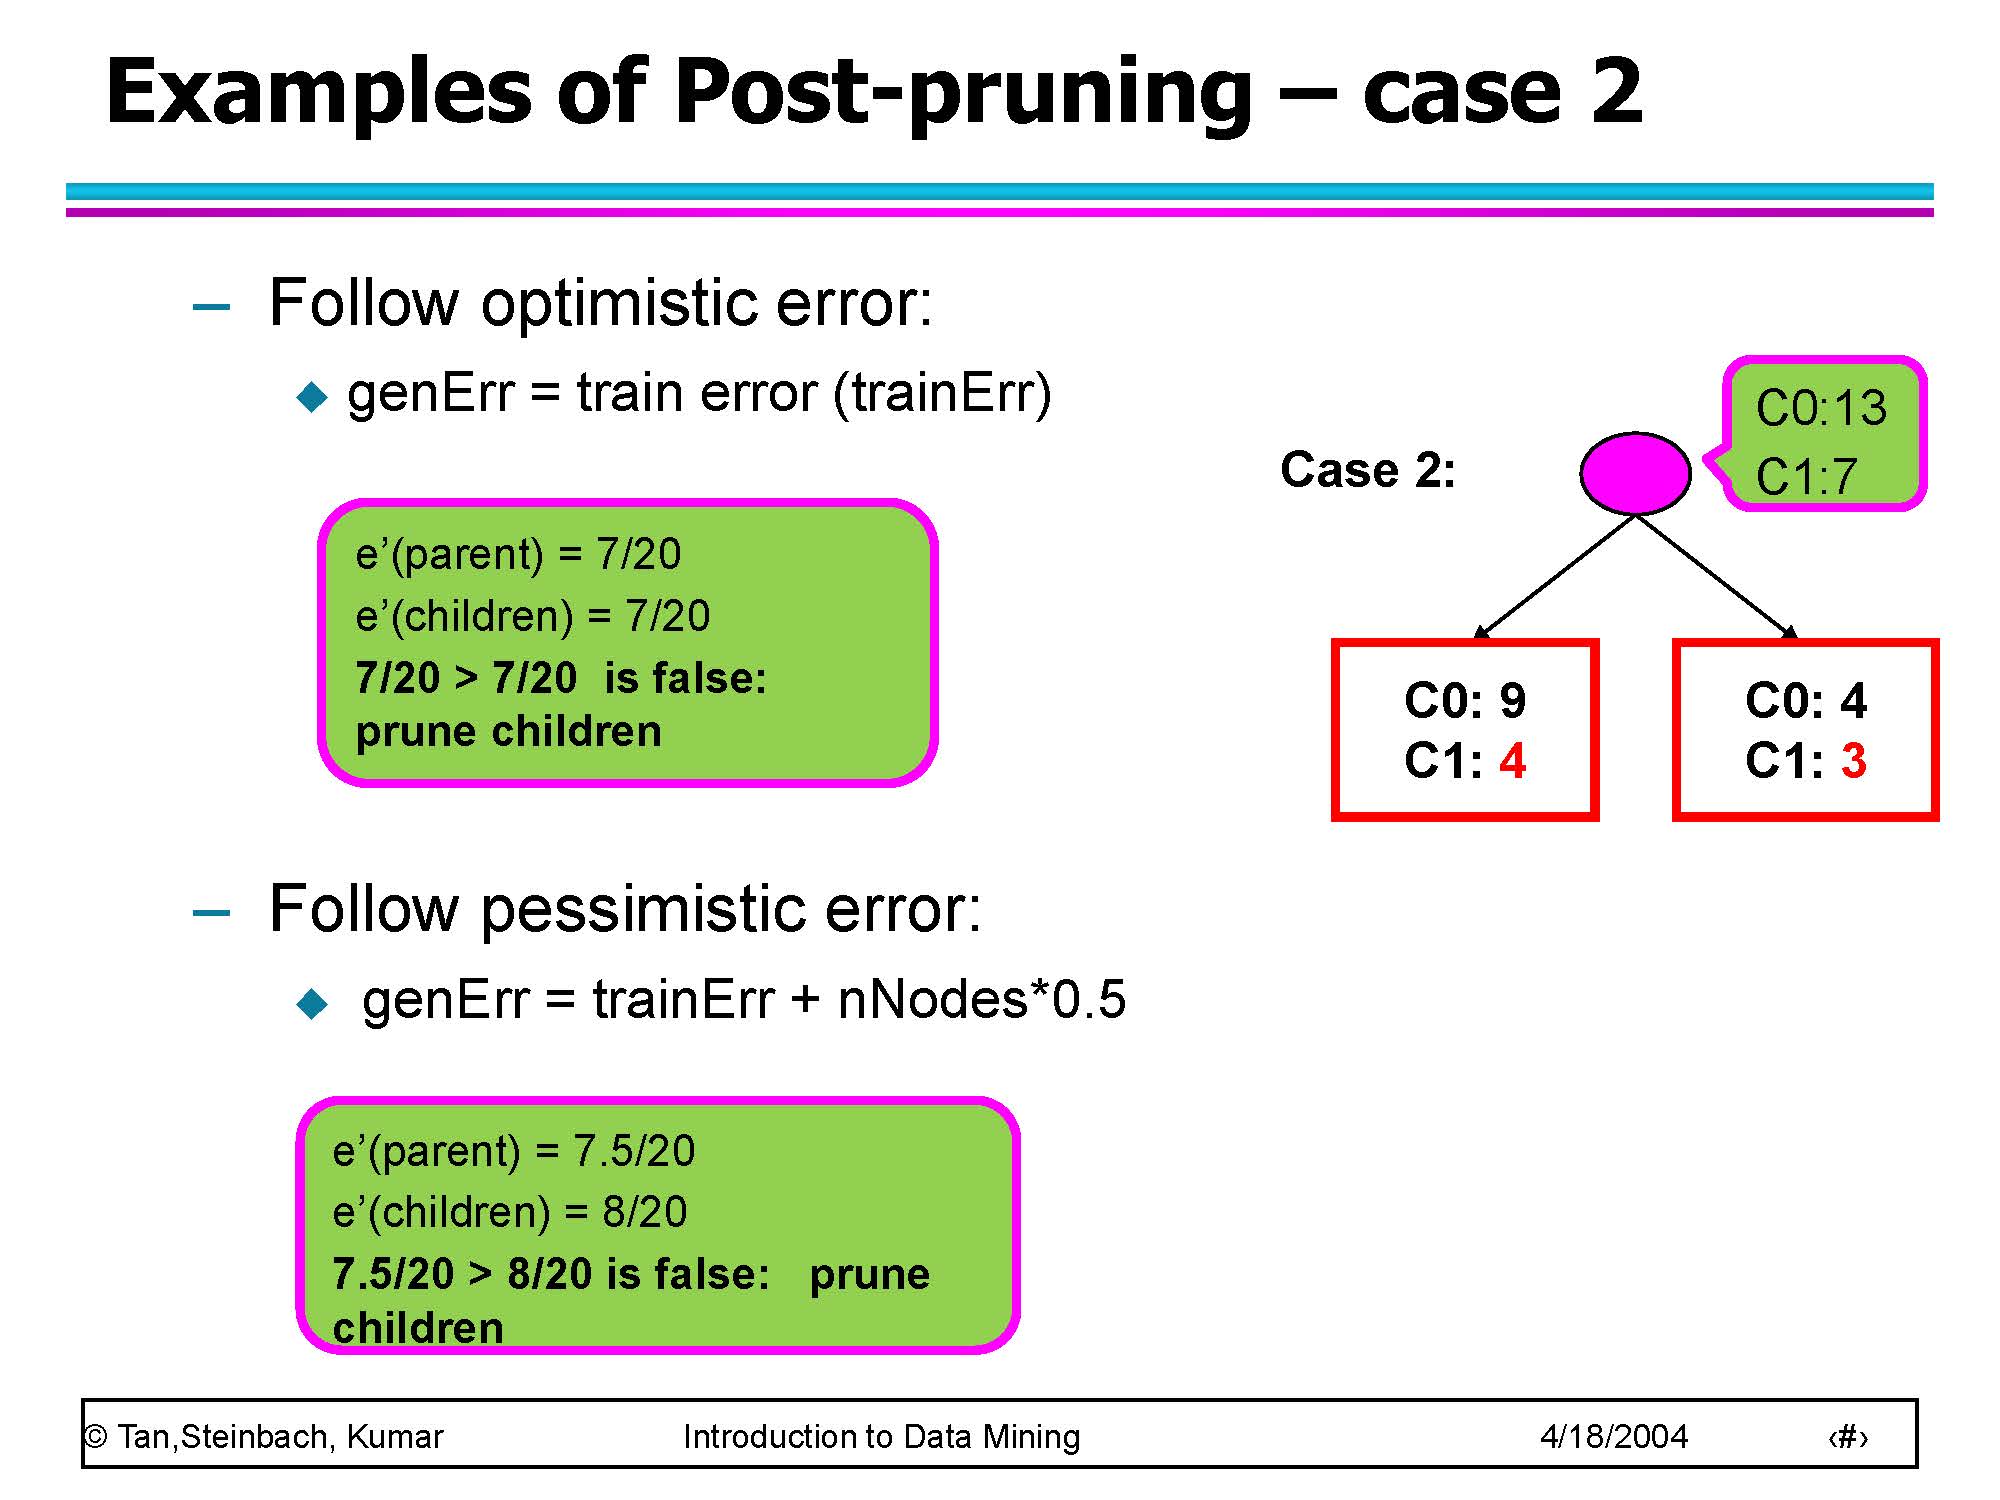 Examples of Post-pruning – case 2
– Follow optimistic error:
genErr = train error (trainErr)
e’(parent) = 7/20
e’(children) = 7/20
7/20 > 7/20 is false:
prune children
Case 2:
C0:13
C1:7
C0: 9
C1: 4
C0: 4
C1: 3
– Follow pessimistic error:
genErr = trainErr + nNodes*0.5
e’(parent) = 7.5/20
e’(children) = 8/20
7.5/20 > 8/20 is false: prune
children
© Tan,Steinbach, Kumar Introduction to Data Mining 4/18/2004 ‹#›